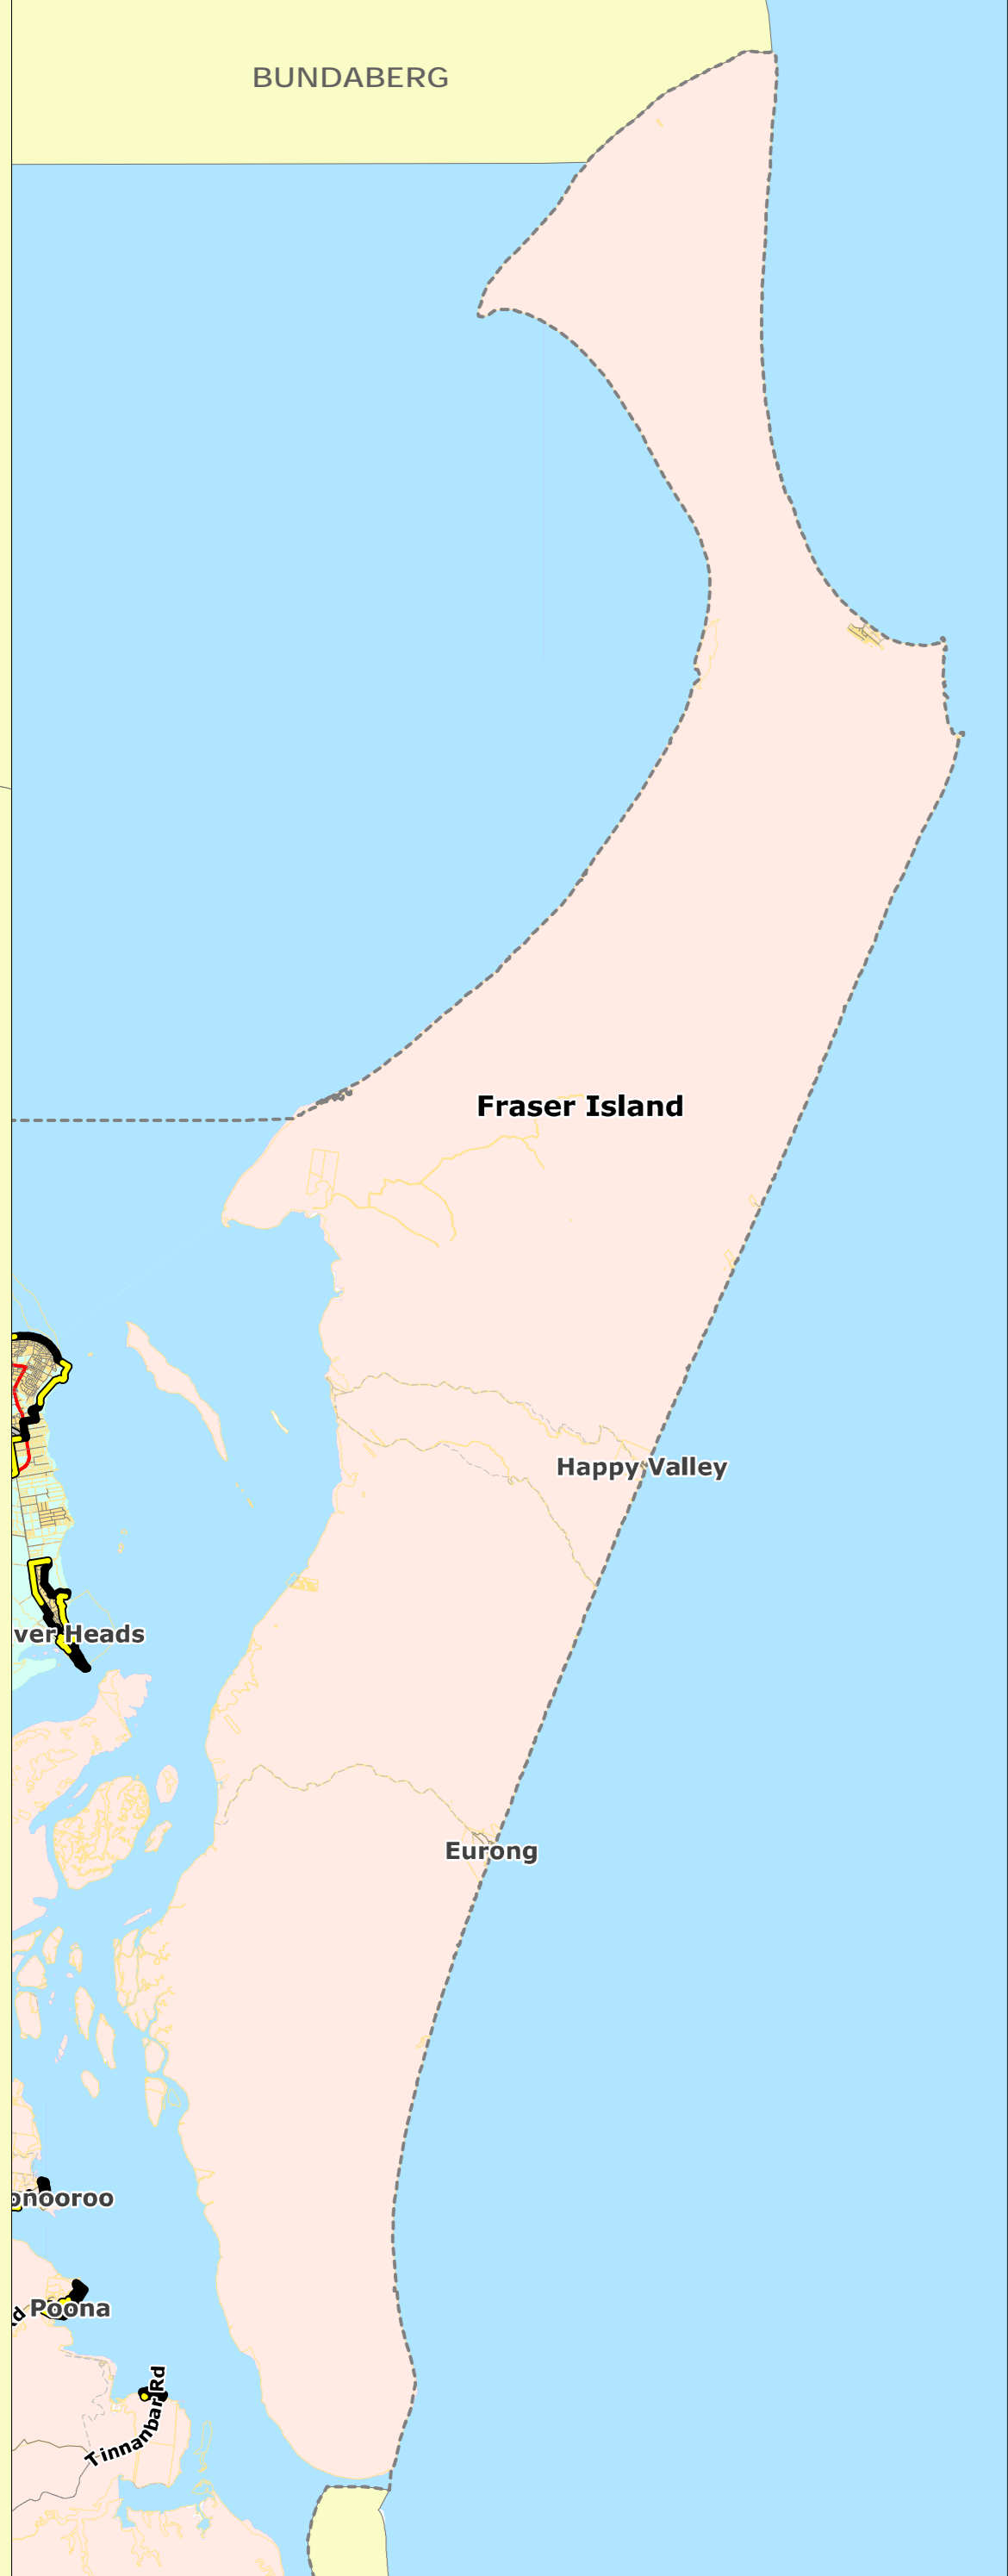 BUNDABERG
Fraser Island
Happy Valley
ver Heads
Eurong
onooroo
d
Poona
Tinnanbar Rd